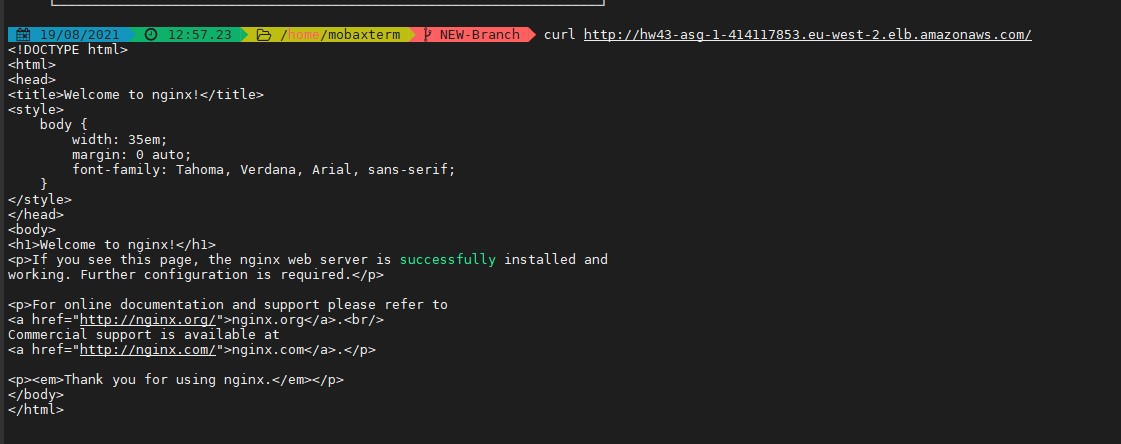 19/08/2021 12:57.23 /home/mobaxterm NEW-Branch curl http://hw43-asg-1-414117853.eu-west-2.elb.amazonaws.com/
<!DOCTYPE html>
<html>
<head>
<title>Welcome to nginx!</title>
<style>
    body {
        width: 35em;
        margin: 0 auto;
        font-family: Tahoma, Verdana, Arial, sans-serif;
    }
</style>
</head>
<body>
<h1>Welcome to nginx!</h1>
<p>If you see this page, the nginx web server is successfully installed and
working. Further configuration is required.</p>

<p>For online documentation and support please refer to
<a href="http://nginx.org/">nginx.org</a>.<br/>
Commercial support is available at
<a href="http://nginx.com/">nginx.com</a>.</p>

<p><em>Thank you for using nginx.</em></p>
</body>
</html>